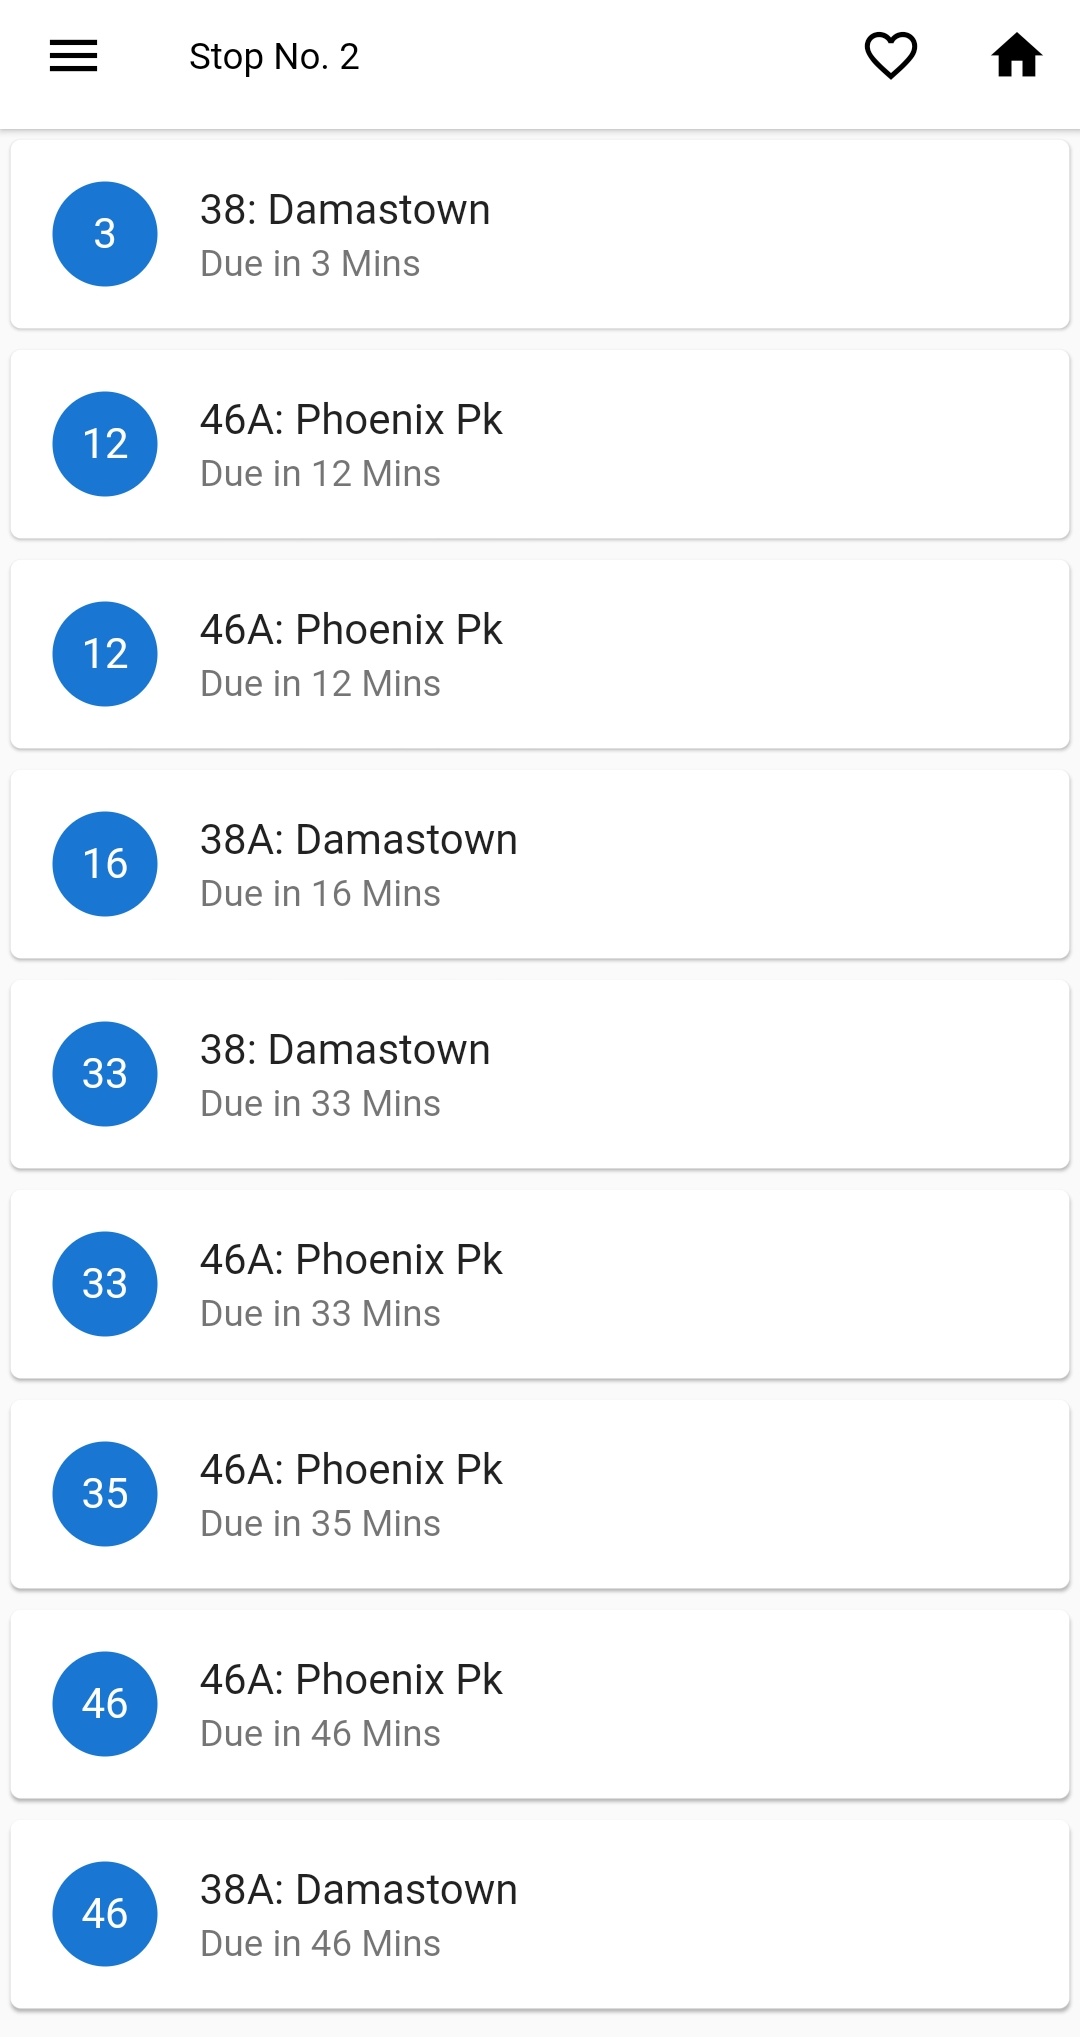 Stop No. 2
3
38: Damastown
Due in 3 Mins
12
46A: Phoenix Pk
Due in 12 Mins
12
46A: Phoenix Pk
Due in 12 Mins
16
38A: Damastown
Due in 16 Mins
33
38: Damastown
Due in 33 Mins
33
46A: Phoenix Pk
Due in 33 Mins
35
46A: Phoenix Pk
Due in 35 Mins
46
46A: Phoenix Pk
Due in 46 Mins
46
38A: Damastown
Due in 46 Mins